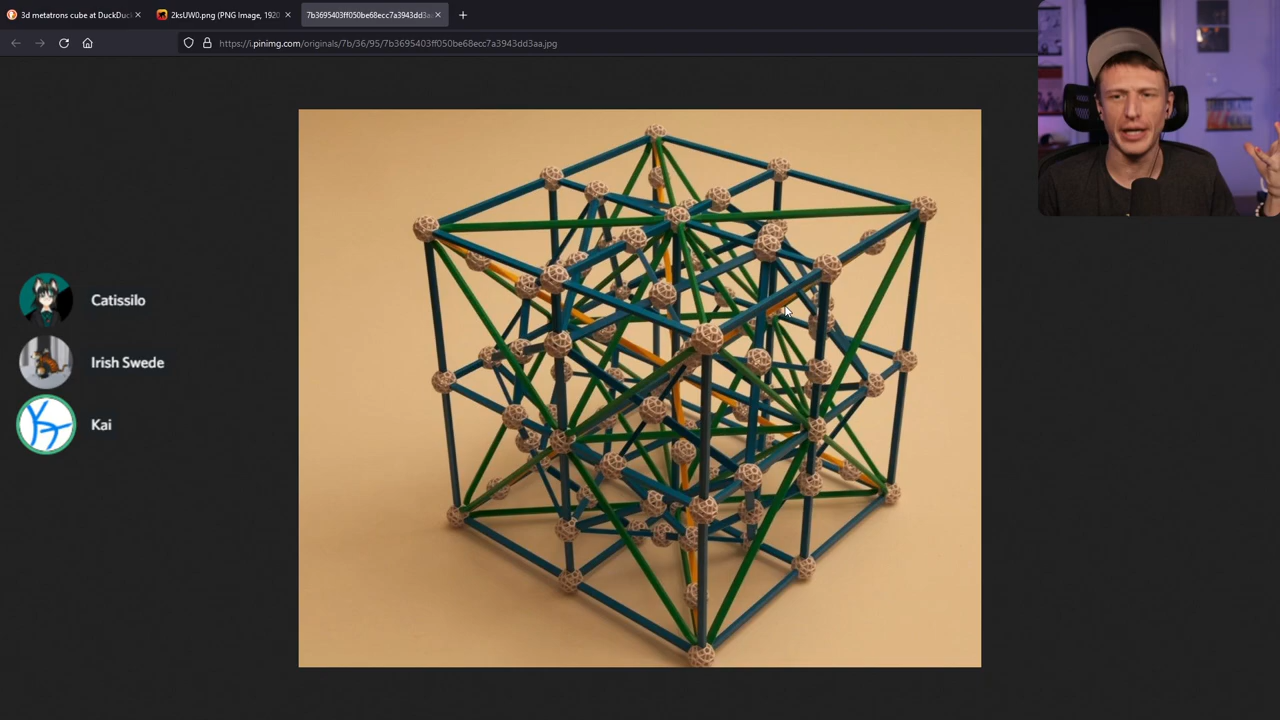 3d metatrons cube at DuckDuc
2ksUW0.png (PNG Image, 1920
7b3695403ff050be68ecc7a3943dd3aa
https://i.pinimg.com/originals/7b/36/95/7b3695403ff050be68ecc7a3943dd3aa.jpg
Catissilo
Irish Swede
Kai